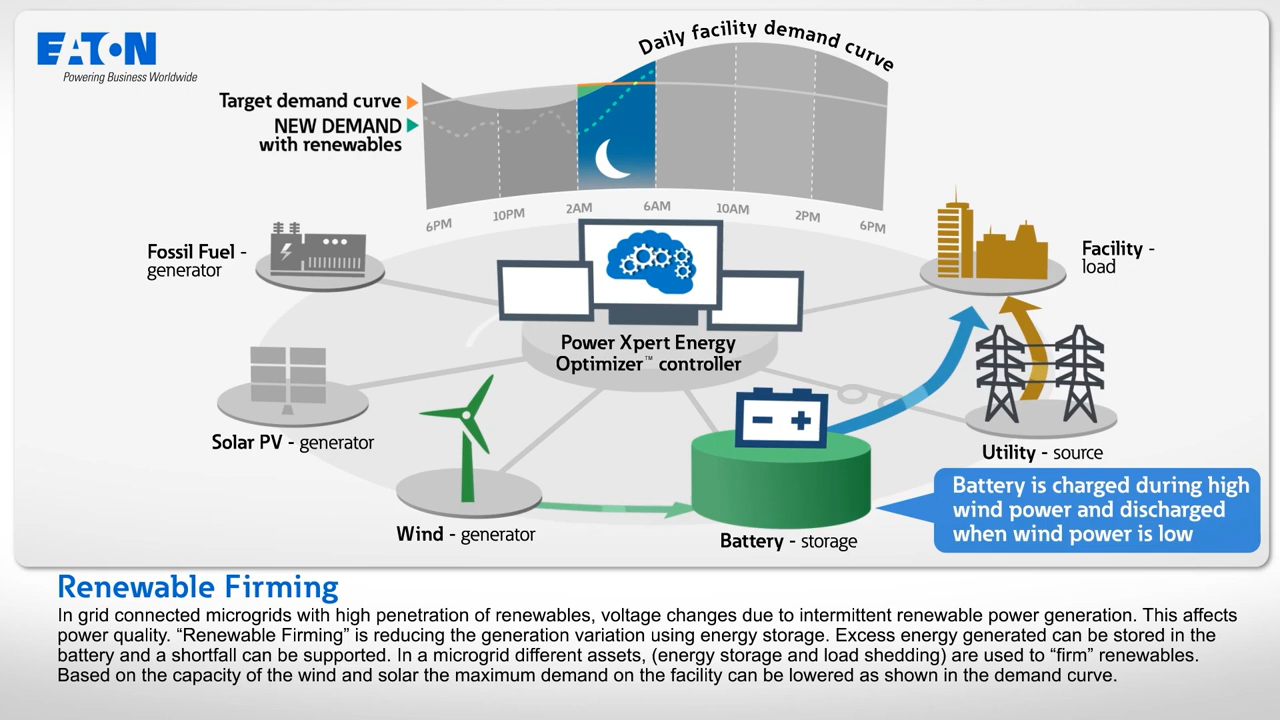 EATON
Powering Business Worldwide
Daily facility demand curve
Target demand curve
NEW DEMAND
with renewables
6PM
10PM
2AM
6AM
10AM
2PM
6PM
Fossil Fuel -
generator
Facility -
load
Power Xpert Energy
Optimizer™ controller
Solar PV - generator
Utility - source
Wind - generator
Battery - storage
Battery is charged during high
wind power and discharged
when wind power is low
Renewable Firming
In grid connected microgrids with high penetration of renewables, voltage changes due to intermittent renewable power generation. This affects
power quality. “Renewable Firming” is reducing the generation variation using energy storage. Excess energy generated can be stored in the
battery and a shortfall can be supported. In a microgrid different assets, (energy storage and load shedding) are used to “firm” renewables.
Based on the capacity of the wind and solar the maximum demand on the facility can be lowered as shown in the demand curve.